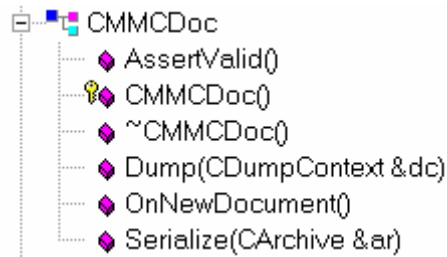 CMMCDoc
AssertValid()
CMMCDoc()
~CMMCDoc()
Dump(CDumpContext &dc)
OnNewDocument()
Serialize(CArchive &ar)